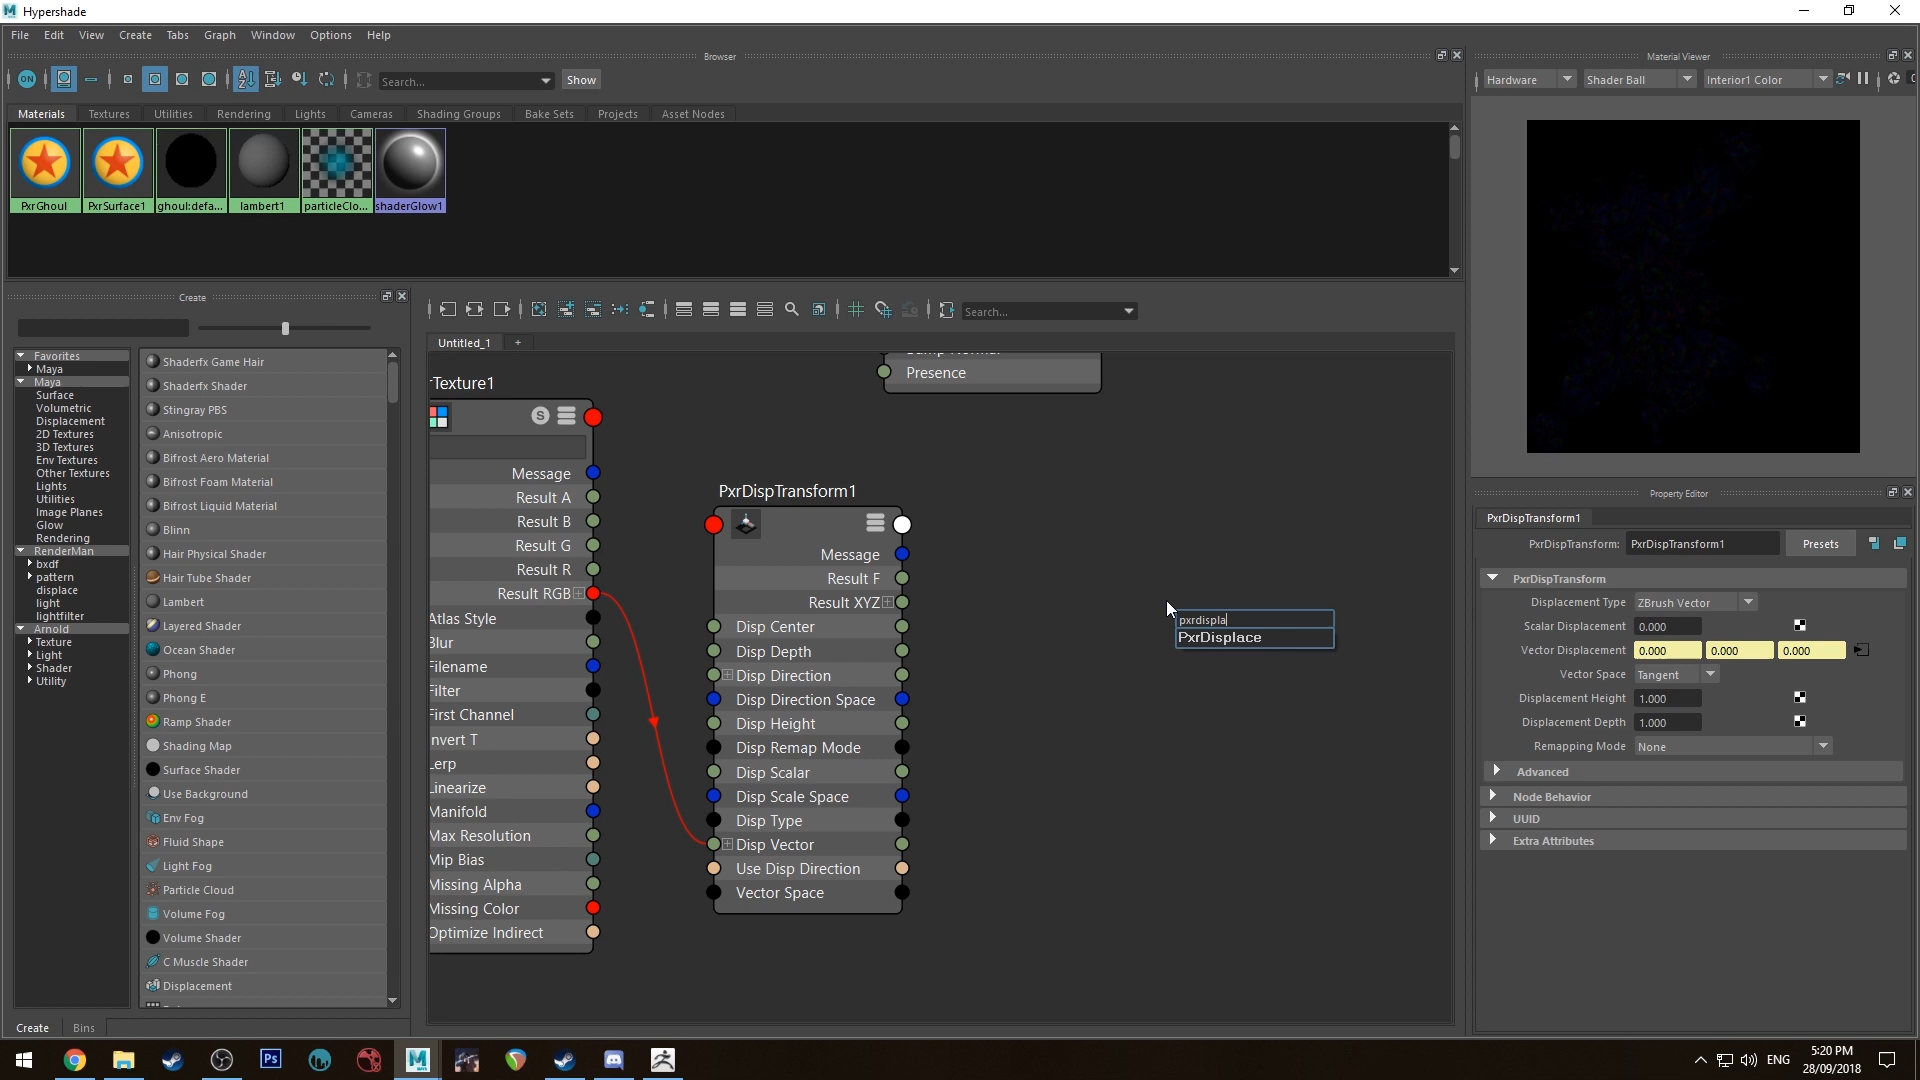 Hypershade
File Edit View Create Tabs Graph Window Options Help
Browser
ON
Search...
Show
Materials Textures Utilities Rendering Lights Cameras Shading Groups Bake Sets Projects Asset Nodes
PxrGhoul PxrSurface1 ghoul:defa... lambert1 particleClo... shaderGlow1
Material Viewer
Hardware Shader Ball Interior1 Color
Create
Favorites
Maya
Maya
Surface
Volumetric
Displacement
2D Textures
3D Textures
Env Textures
Other Textures
Lights
Utilities
Image Planes
Glow
Rendering
RenderMan
bxdf
pattern
displace
light
lightfilter
Arnold
Texture
Light
Shader
Utility
Shaderfx Game Hair
Shaderfx Shader
Stingray PBS
Anisotropic
Bifrost Aero Material
Bifrost Foam Material
Bifrost Liquid Material
Blinn
Hair Physical Shader
Hair Tube Shader
Lambert
Layered Shader
Ocean Shader
Phong
Phong E
Ramp Shader
Shading Map
Surface Shader
Use Background
Env Fog
Fluid Shape
Light Fog
Particle Cloud
Volume Fog
Volume Shader
C Muscle Shader
Displacement
Create Bins
Search...
Untitled_1 +
rTexture1
S
Message
Result A
Result B
Result G
Result R
Result RGB
Atlas Style
Blur
Filename
Filter
First Channel
nvert T
Lerp
Linearize
Manifold
Max Resolution
Mip Bias
Missing Alpha
Missing Color
Optimize Indirect
Presence
PxrDispTransform1
Message
Result F
Result XYZ
Disp Center
Disp Depth
Disp Direction
Disp Direction Space
Disp Height
Disp Remap Mode
Disp Scalar
Disp Scale Space
Disp Type
Disp Vector
Use Disp Direction
Vector Space
pxrdispla
PxrDisplace
Property Editor
PxrDispTransform1
PxrDispTransform: PxrDispTransform1 Presets
PxrDispTransform
Displacement Type ZBrush Vector
Scalar Displacement 0.000
Vector Displacement 0.000 0.000 0.000
Vector Space Tangent
Displacement Height 1.000
Displacement Depth 1.000
Remapping Mode None
Advanced
Node Behavior
UUID
Extra Attributes
Ps
ENG
5:20 PM
28/09/2018